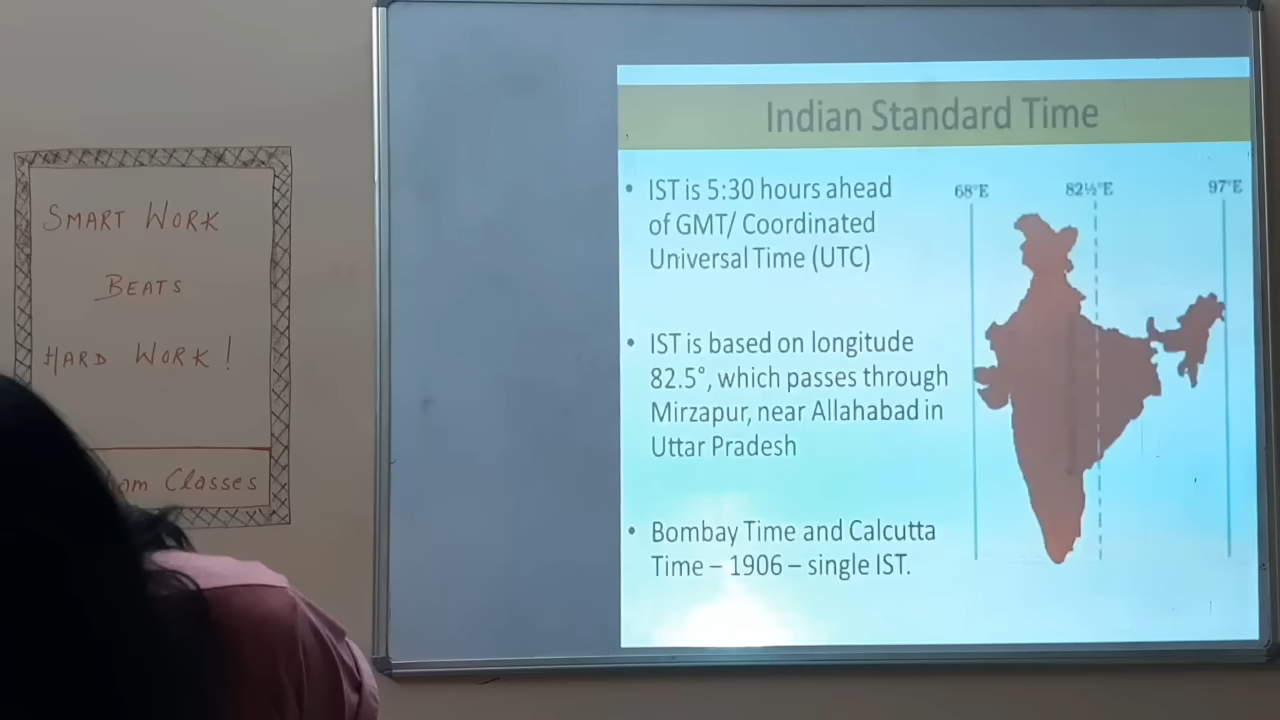 SMART WORK
BEATS
HARD WORK!
Classes
Indian Standard Time
• IST is 5:30 hours ahead
of GMT/ Coordinated
Universal Time (UTC)
• IST is based on longitude
82.5°, which passes through
Mirzapur, near Allahabad in
Uttar Pradesh
• Bombay Time and Calcutta
Time – 1906 – single IST.
68°E
82½°E
97°E